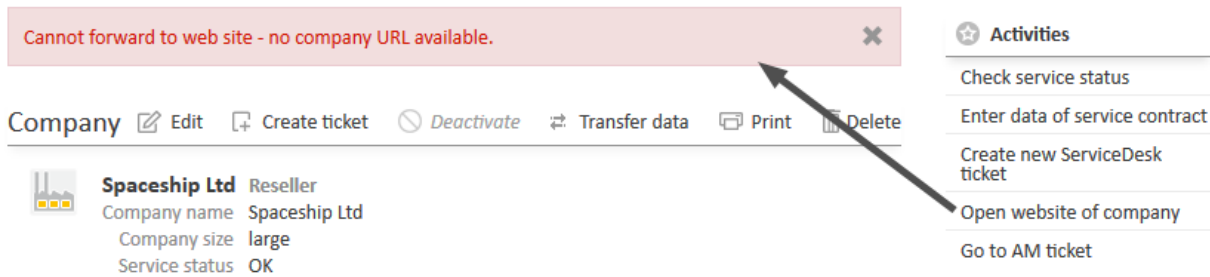 Cannot forward to web site - no company URL available.
Company Edit Create ticket Deactivate Transfer data Print Delete
Spaceship Ltd Reseller
Company name Spaceship Ltd
Company size large
Service status OK
Activities
Check service status
Enter data of service contract
Create new ServiceDesk
ticket
Open website of company
Go to AM ticket